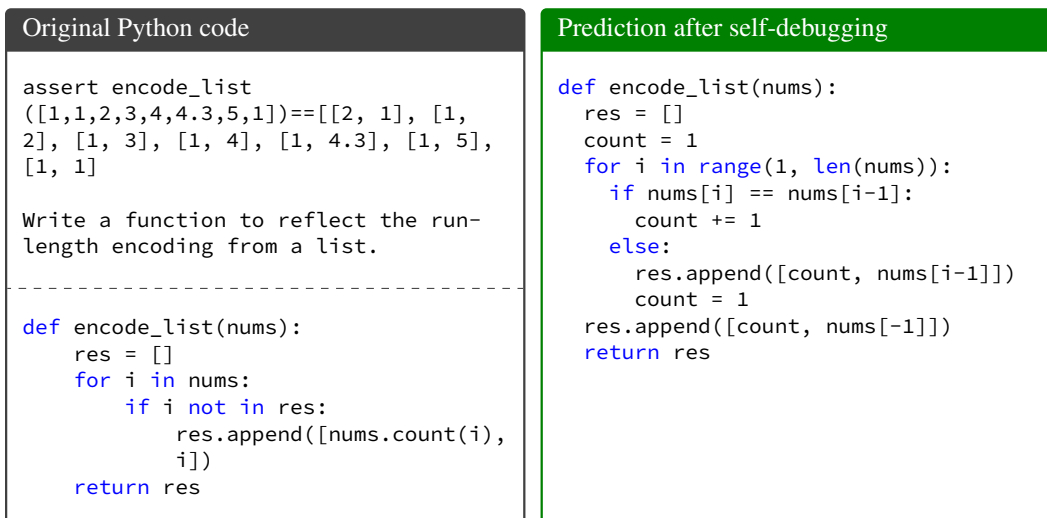 Original Python code
assert encode_list
([1,1,2,3,4,4.3,5,1])==[[2, 1], [1,
2], [1, 3], [1, 4], [1, 4.3], [1, 5],
[1, 1]
Write a function to reflect the run-
length encoding from a list.
def encode_list(nums):
    res = []
    for i in nums:
        if i not in res:
            res.append([nums.count(i),
            i])
    return res
Prediction after self-debugging
def encode_list(nums):
  res = []
  count = 1
  for i in range(1, len(nums)):
    if nums[i] == nums[i-1]:
      count += 1
    else:
      res.append([count, nums[i-1]])
      count = 1
  res.append([count, nums[-1]])
  return res